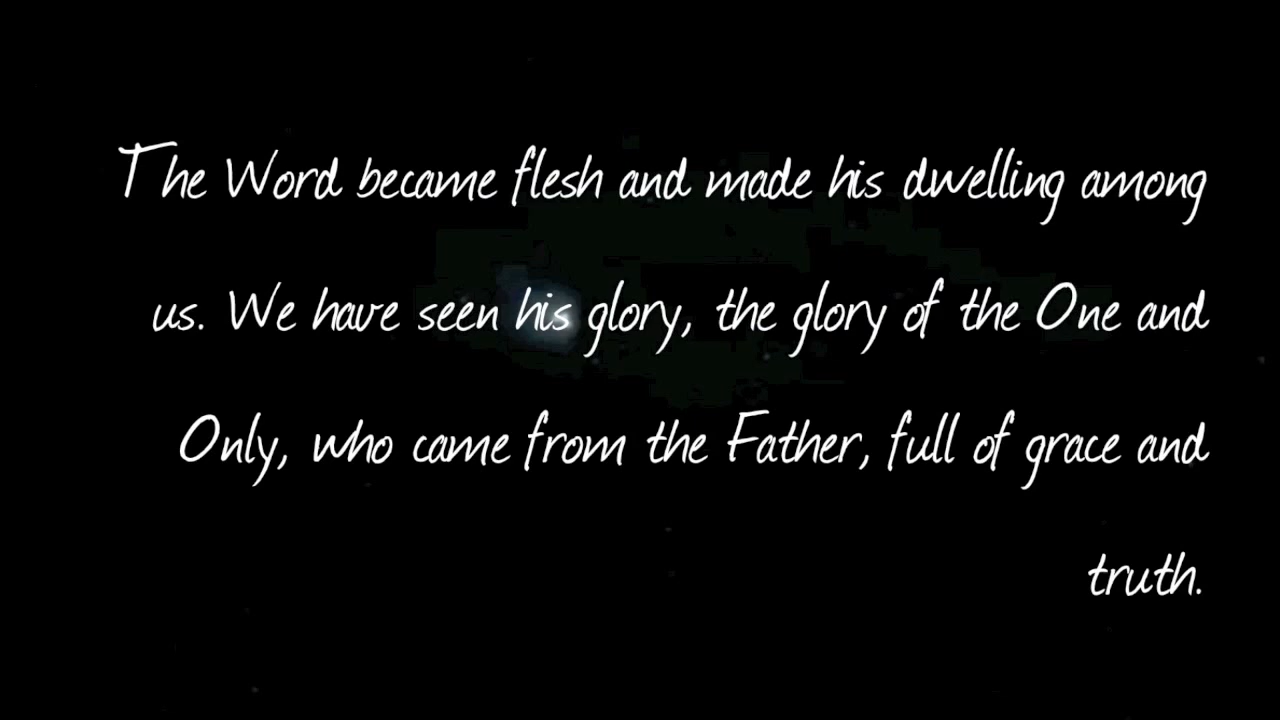 The Word became flesh and made his dwelling among
us. We have seen his glory, the glory of the One and
Only, who came from the Father, full of grace and
truth.